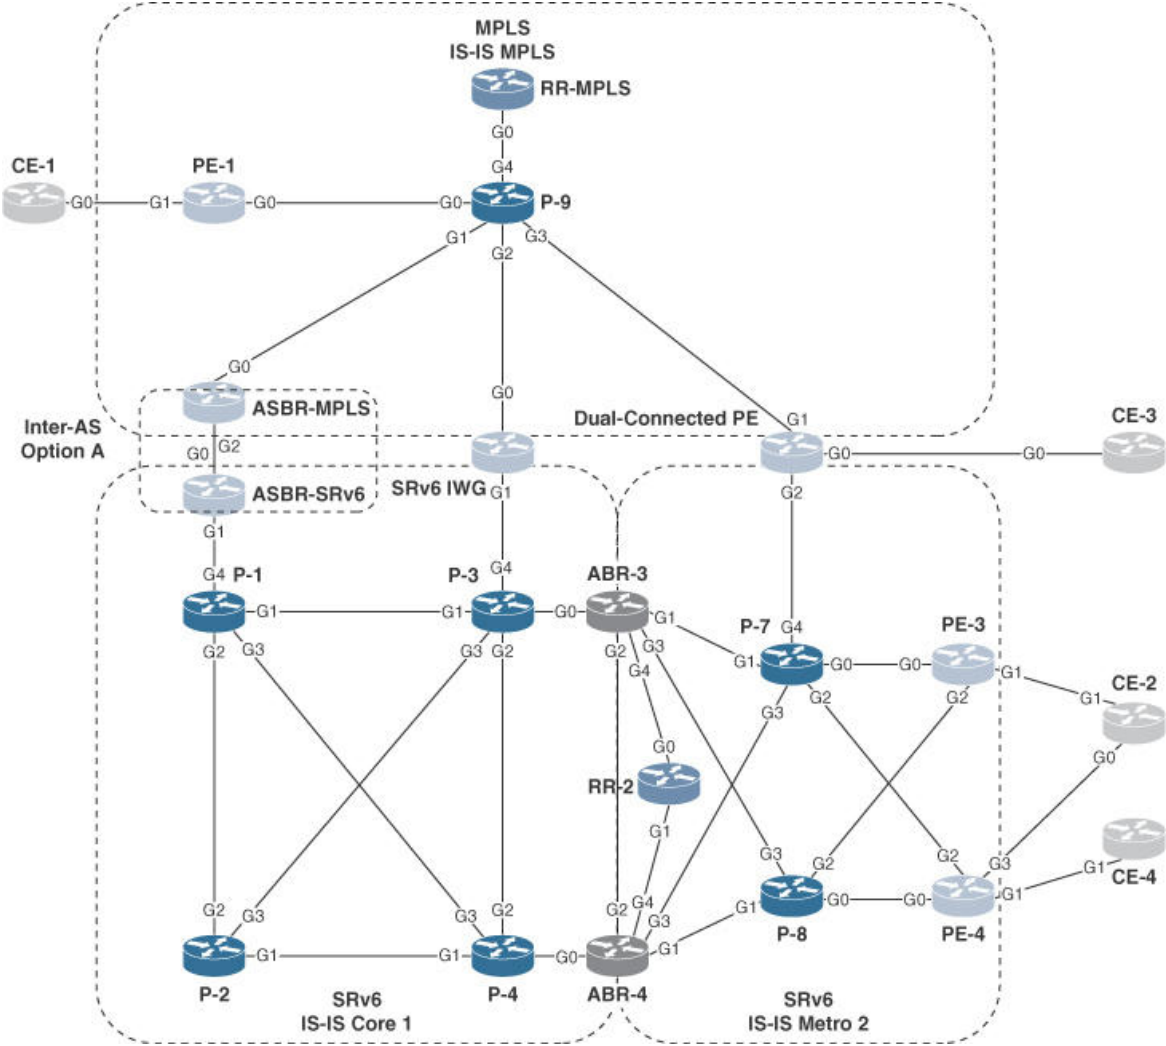 MPLS
IS-IS MPLS
RR-MPLS
G0
G4
CE-1
PE-1
G0
G1
G0
G0
P-9
G1
G2
G3
G0
G0
Inter-AS
Option A
ASBR-MPLS
G0
G2
ASBR-SRv6
Dual-Connected PE
G1
G0
G0
CE-3
SRv6 IWG
G1
G2
G1
G4
P-1
P-3
G4
ABR-3
G1
G1
G0
G1
G2
G3
G3
G2
G2
G3
G4
P-7
G4
PE-3
G1
G0
G0
G1
G3
G2
G2
G1
CE-2
G0
G0
RR-2
G1
G3
G2
G2
G3
CE-4
G1
G2
G3
G3
G2
G2
G4
G3
G1
G0
G0
G1
P-8
PE-4
G1
G1
G0
G1
P-2
P-4
ABR-4
SRv6
IS-IS Core 1
SRv6
IS-IS Metro 2